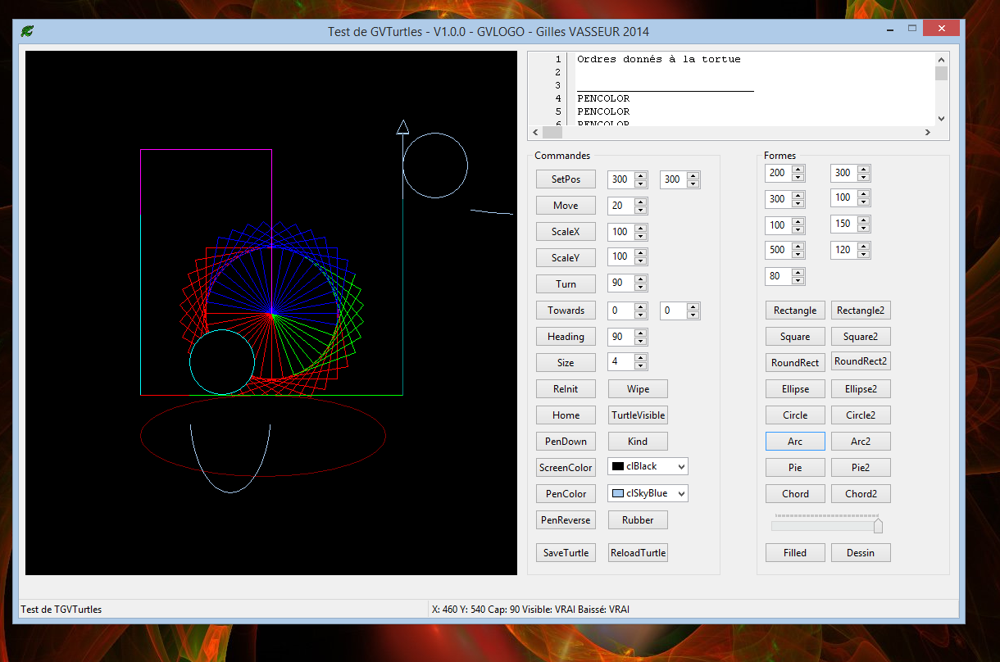 Test de GVTurtles - V1.0.0 - GVLOGO - Gilles VASSEUR 2014
1 Ordres donnés à la tortue
2
3
4 PENCOLOR
5 PENCOLOR
6 PENCOLOR
Commandes
SetPos 300 300
Move 20
ScaleX 100
ScaleY 100
Turn 90
Towards 0 0
Heading 90
Size 4
ReInit Wipe
Home TurtleVisible
PenDown Kind
ScreenColor clBlack
PenColor clSkyBlue
PenReverse Rubber
SaveTurtle ReloadTurtle
Formes
200 300
300 100
100 150
500 120
80
Rectangle Rectangle2
Square Square2
RoundRect RoundRect2
Ellipse Ellipse2
Circle Circle2
Arc Arc2
Pie Pie2
Chord Chord2
Filled Dessin
Test de TGVTurtles
X: 460 Y: 540 Cap: 90 Visible: VRAI Baissé: VRAI